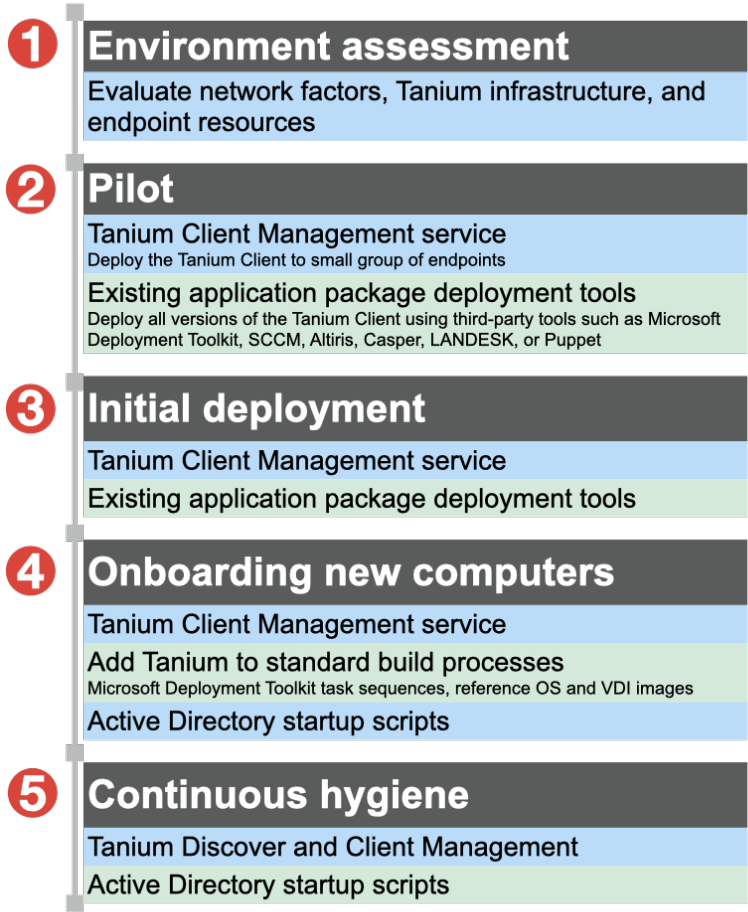 1
Environment assessment
Evaluate network factors, Tanium infrastructure, and
endpoint resources
2
Pilot
Tanium Client Management service
Deploy the Tanium Client to small group of endpoints
Existing application package deployment tools
Deploy all versions of the Tanium Client using third-party tools such as Microsoft
Deployment Toolkit, SCCM, Altiris, Casper, LANDESK, or Puppet
3
Initial deployment
Tanium Client Management service
Existing application package deployment tools
4
Onboarding new computers
Tanium Client Management service
Add Tanium to standard build processes
Microsoft Deployment Toolkit task sequences, reference OS and VDI images
Active Directory startup scripts
5
Continuous hygiene
Tanium Discover and Client Management
Active Directory startup scripts